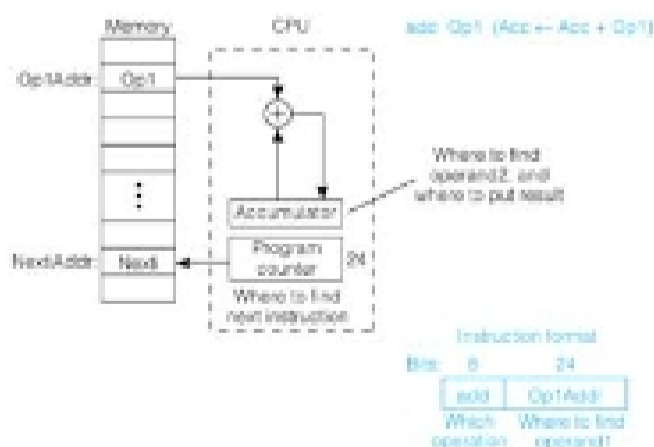 Memory
CPU
add Op1 (Acc ← Acc + Op1)
Op1Addr:
Op1
Where to find
operand2, and
where to put result
Accumulator
NextiAddr:
Nexti
Program
counter
24
Where to find
next instruction
Instruction format
Bits: 8 24
add Op1Addr
Which
operation
Where to find
operand1